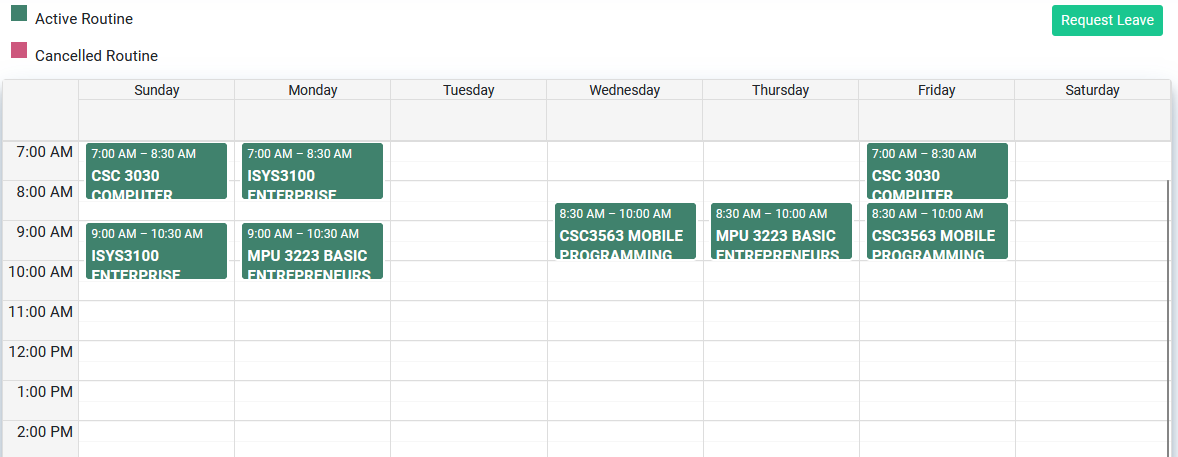 Active Routine
Request Leave
Cancelled Routine
Sunday Monday Tuesday Wednesday Thursday Friday Saturday
7:00 AM
8:00 AM
9:00 AM
10:00 AM
11:00 AM
12:00 PM
1:00 PM
2:00 PM
7:00 AM – 8:30 AM
CSC 3030
COMPUTER
9:00 AM – 10:30 AM
ISYS3100
ENTERPRISE
7:00 AM – 8:30 AM
ISYS3100
ENTERPRISE
9:00 AM – 10:30 AM
MPU 3223 BASIC
ENTREPRENEURS
8:30 AM – 10:00 AM
CSC3563 MOBILE
PROGRAMMING
8:30 AM – 10:00 AM
MPU 3223 BASIC
ENTREPRENEURS
7:00 AM – 8:30 AM
CSC 3030
COMPUTER
8:30 AM – 10:00 AM
CSC3563 MOBILE
PROGRAMMING